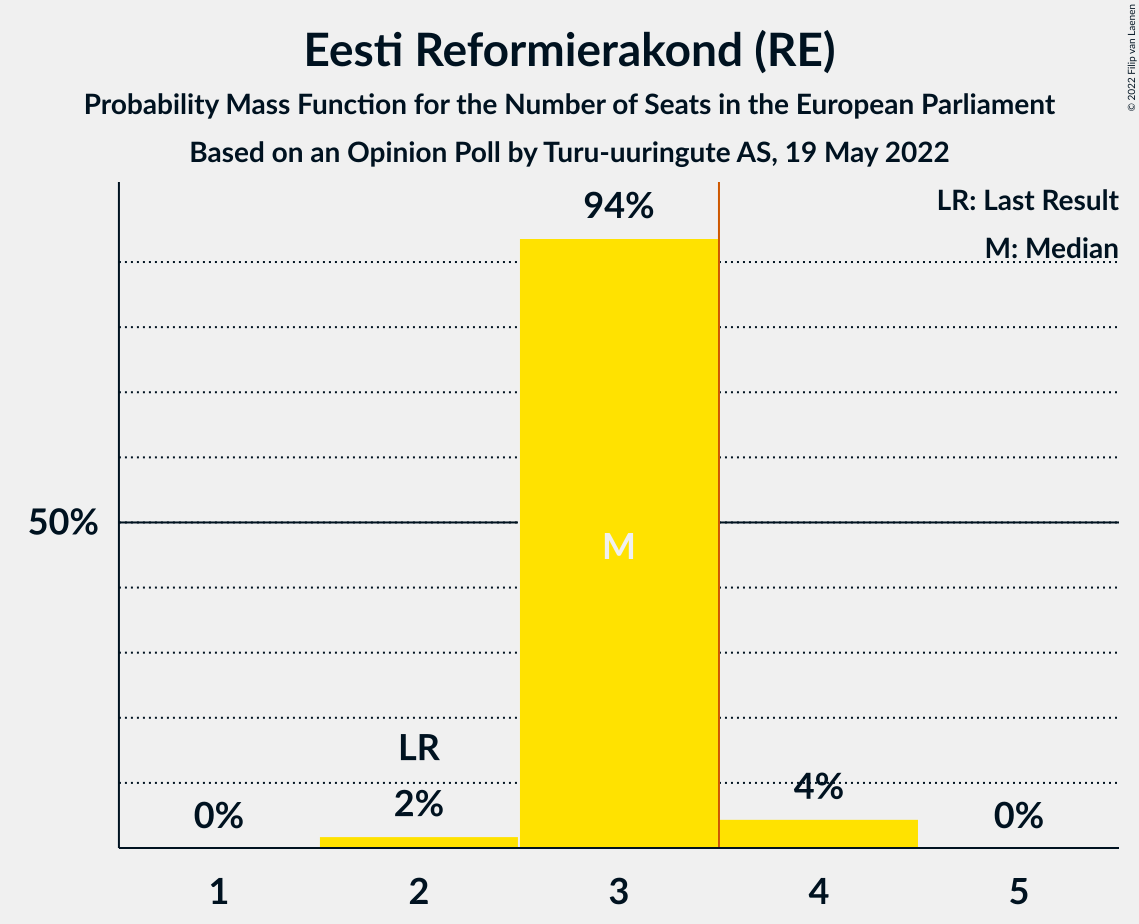 Eesti Reformierakond (RE)
Probability Mass Function for the Number of Seats in the European Parliament
Based on an Opinion Poll by Turu-uuringute AS, 19 May 2022
© 2022 Filip van Laenen
LR: Last Result
M: Median
94%
50%
M
LR
0%
2%
4%
0%
1 2 3 4 5